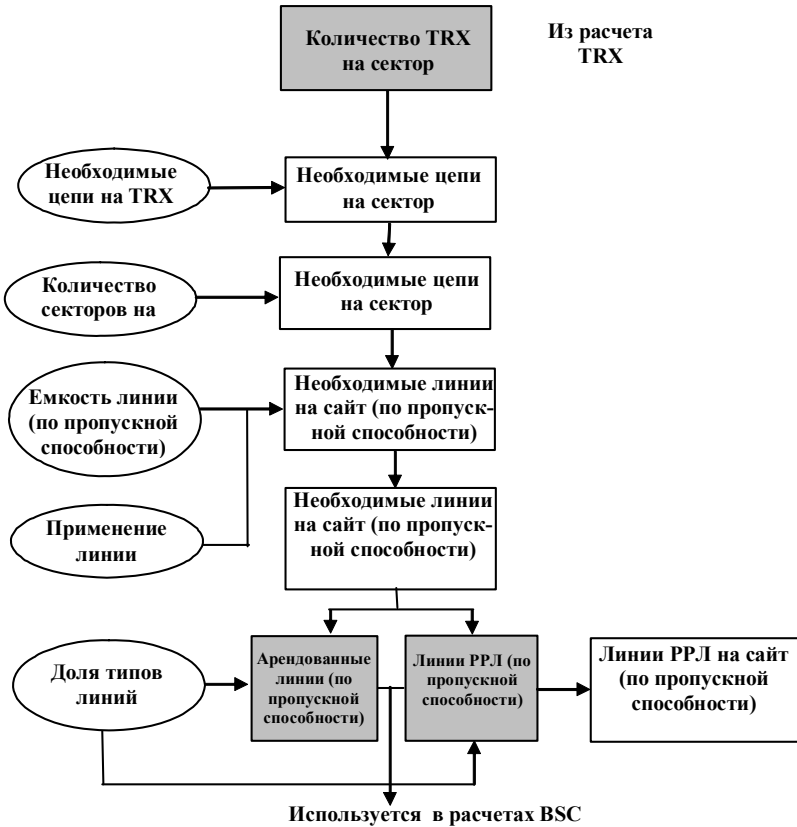 Количество TRX
на сектор
Из расчета
TRX
Необходимые
цепи на TRX
Необходимые цепи
на сектор
Количество
секторов на
Необходимые цепи
на сектор
Емкость линии
(по пропускной
способности)
Необходимые линии
на сайт (по пропуск-
ной способности)
Применение
линии
Необходимые линии
на сайт (по пропуск-
ной способности)
Доля типов
линий
Арендованные
линии (по
пропускной
способности)
Линии РРЛ (по
пропускной
способности)
Линии РРЛ на сайт
(по пропускной
способности)
Используется в расчетах BSC